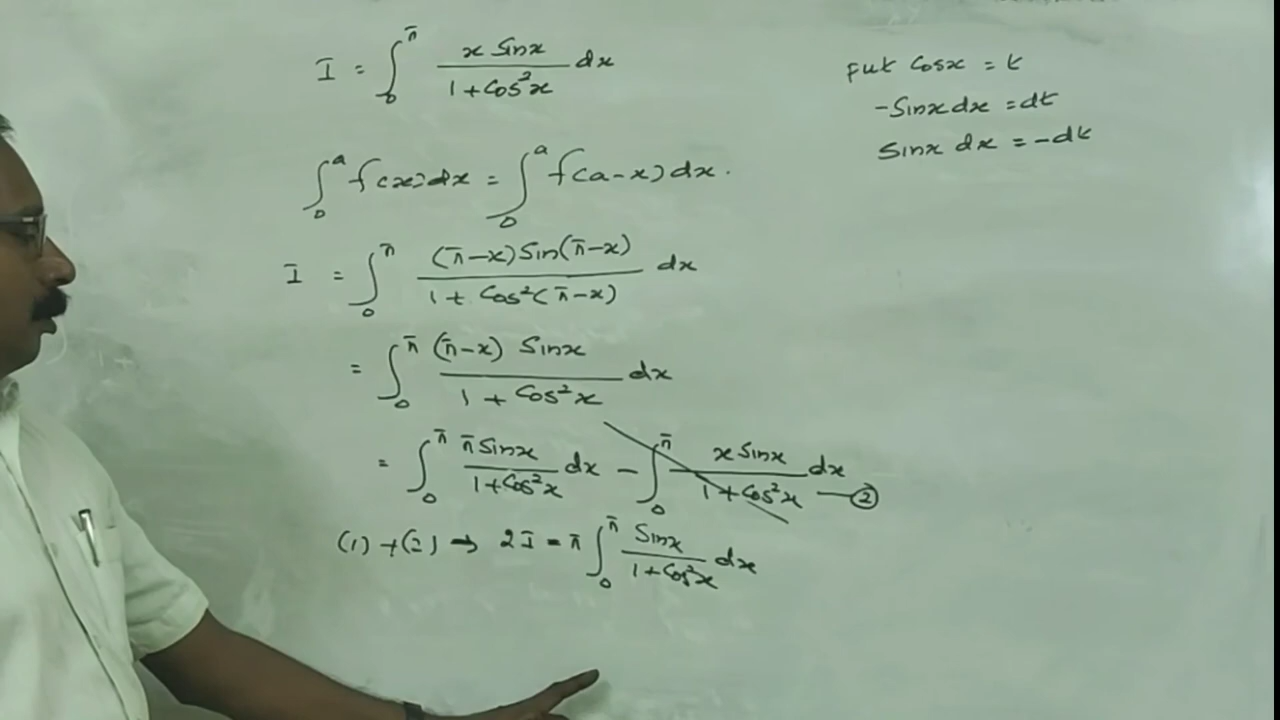 I = ∫₀^π x Sinx / 1 + Cos²x dx
∫₀^a f(x) dx = ∫₀^a f(a-x) dx.
I = ∫₀^π (π-x) Sin(π-x) / 1 + Cos²(π-x) dx
= ∫₀^π (π-x) Sinx / 1 + Cos²x dx
= ∫₀^π π Sinx / 1+Cos²x dx - ∫₀^π x Sinx / 1+Cos²x dx — ②
(1) + (2) → 2I = π ∫₀^π Sinx / 1+Cos²x dx
Put Cosx = t
-Sinx dx = dt
Sinx dx = -dt